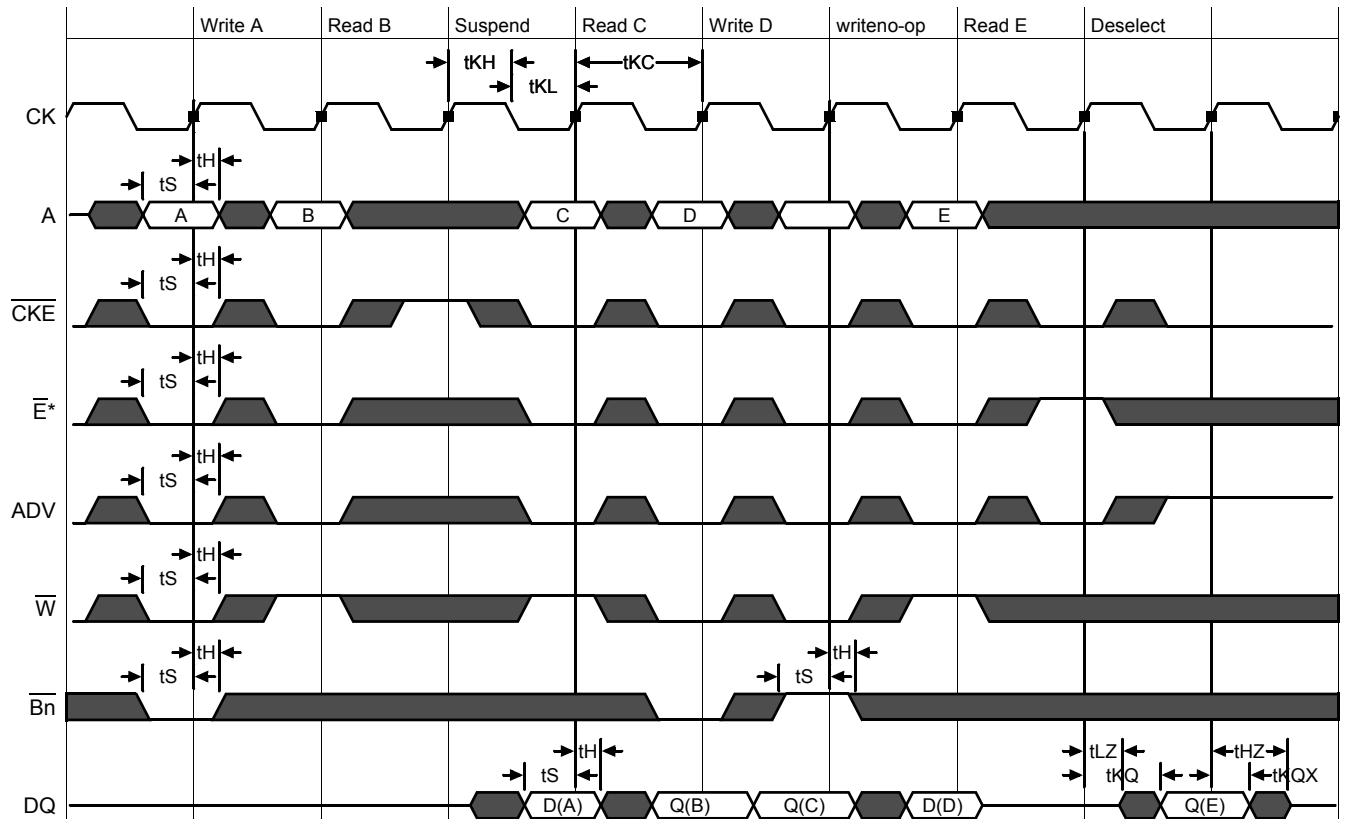 Write A Read B Suspend Read C Write D writeno-op Read E Deselect
tKH tKC
tKL
CK
tH
tS
A A B C D E
tH
tS
CKE
tH
tS
E*
tH
tS
ADV
tH
tS
W
tH tH
tS tS
Bn
tH tLZ tHZ
tS tKQ tKQX
DQ D(A) Q(B) Q(C) D(D) Q(E)